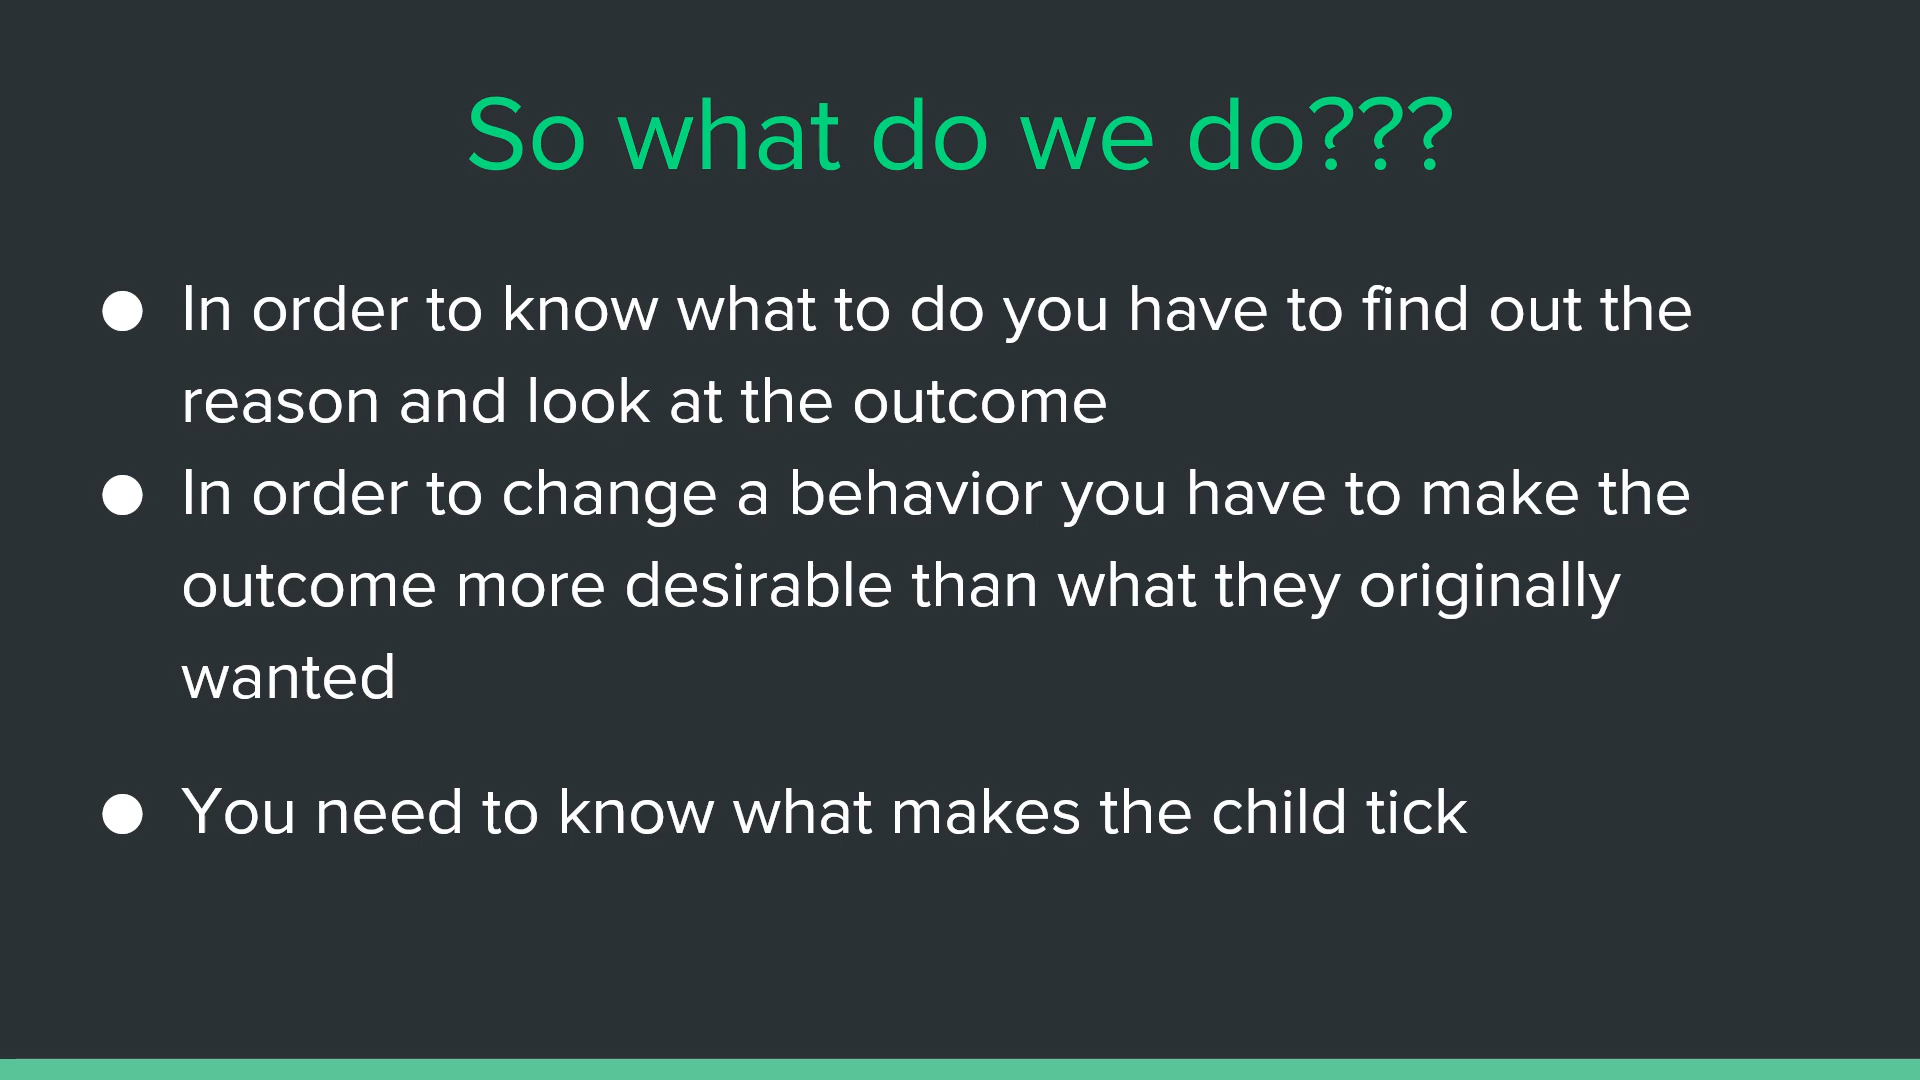 So what do we do???
● In order to know what to do you have to find out the
reason and look at the outcome
● In order to change a behavior you have to make the
outcome more desirable than what they originally
wanted
● You need to know what makes the child tick